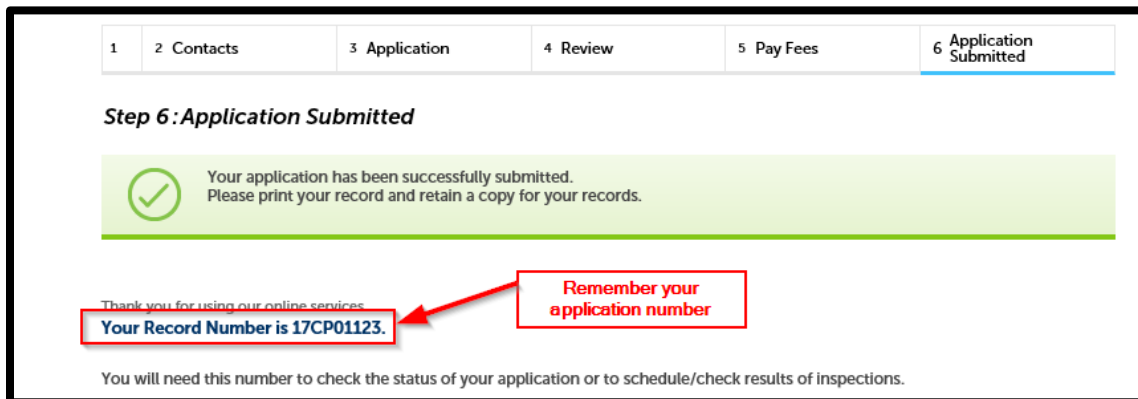 1
2 Contacts
3 Application
4 Review
5 Pay Fees
6 Application
Submitted
Step 6:Application Submitted
Your application has been successfully submitted.
Please print your record and retain a copy for your records.
Remember your
application number
Thank you for using our online services.
Your Record Number is 17CP01123.
You will need this number to check the status of your application or to schedule/check results of inspections.